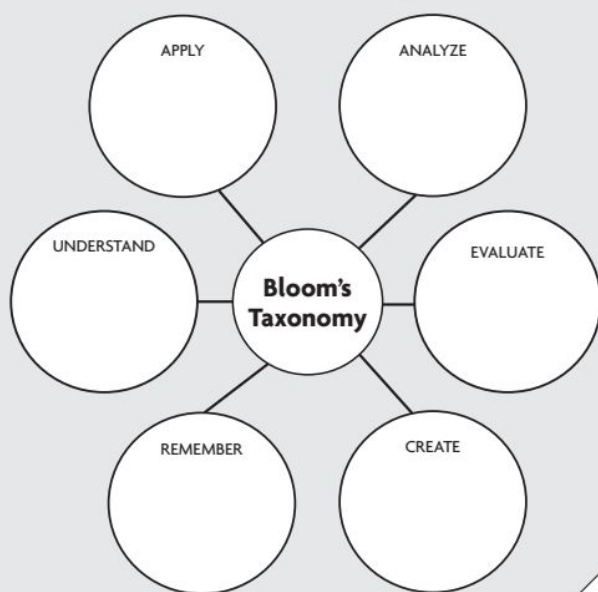 APPLY
ANALYZE
UNDERSTAND
Bloom's
Taxonomy
EVALUATE
REMEMBER
CREATE